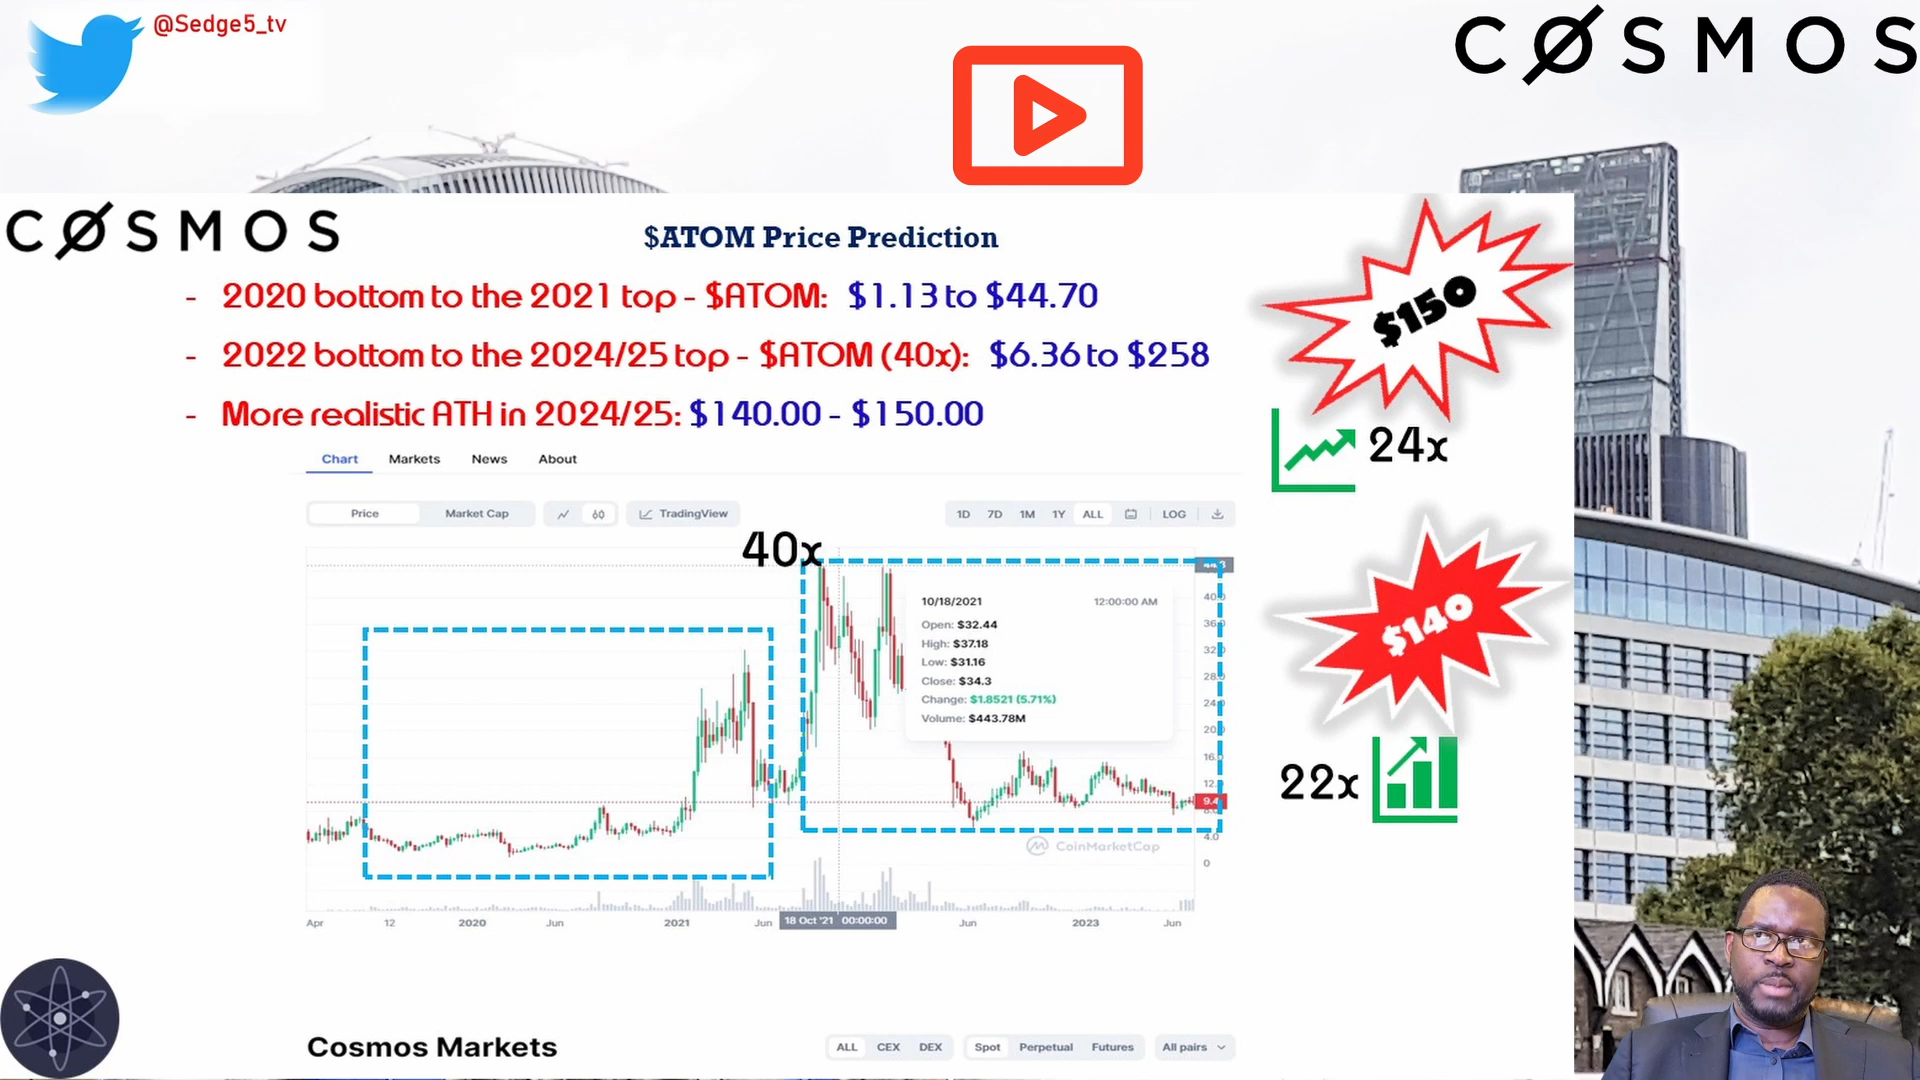 @Sedge5_tv
CØSMOS
CØSMOS
$ATOM Price Prediction
- 2020 bottom to the 2021 top - $ATOM: $1.13 to $44.70
- 2022 bottom to the 2024/25 top - $ATOM (40x): $6.36 to $258
- More realistic ATH in 2024/25: $140.00 - $150.00
$150
24x
Chart Markets News About
Price Market Cap TradingView 1D 7D 1M 1Y ALL LOG
40x
10/18/2021 12:00:00 AM
Open: $32.44
High: $37.18
Low: $31.16
Close: $34.3
Change: $1.8521 (5.71%)
Volume: $443.78M
$140
22x
4.0
0
CoinMarketCap
Apr 12 2020 Jun 2021 Jun 18 Oct '21 00:00:00 Jun 2023 Jun
Cosmos Markets
ALL CEX DEX Spot Perpetual Futures All pairs